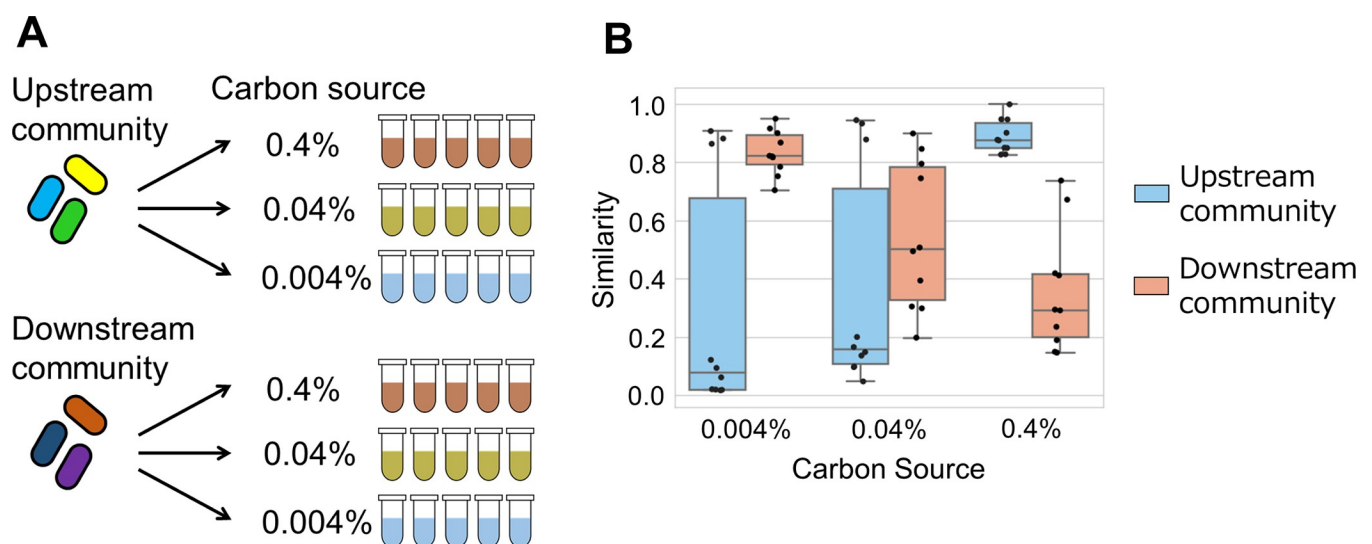 A
Upstream
community
Carbon source
0.4%
0.04%
0.004%
Downstream
community
0.4%
0.04%
0.004%
B
1.0
0.8
0.6
0.4
0.2
0.0
Similarity
0.004%
0.04%
0.4%
Carbon Source
Upstream
community
Downstream
community